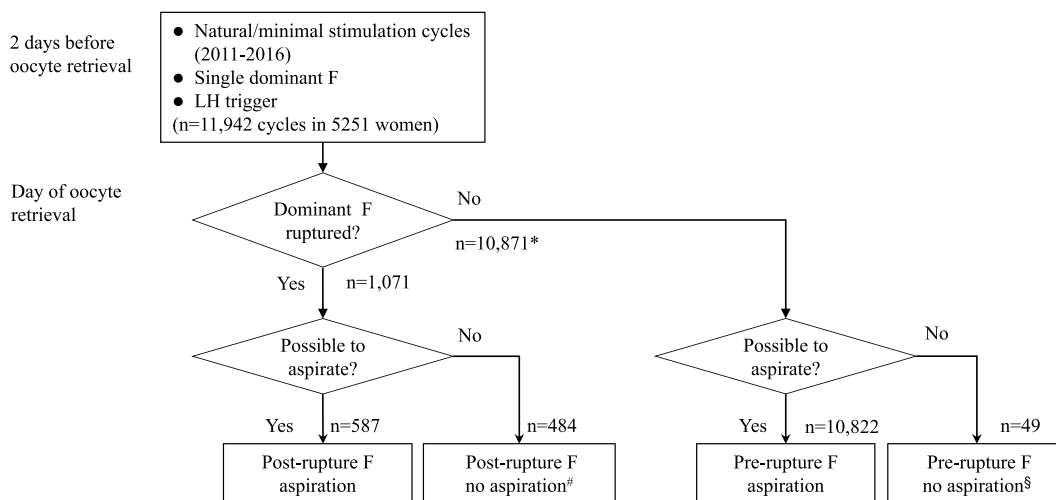 2 days before
oocyte retrieval
● Natural/minimal stimulation cycles
(2011-2016)
● Single dominant F
● LH trigger
(n=11,942 cycles in 5251 women)
Day of oocyte
retrieval
Dominant F
ruptured?
No
n=10,871*
Yes
n=1,071
Possible to
aspirate?
No
Possible to
aspirate?
No
Yes
n=587
n=484
Yes
n=10,822
n=49
Post-rupture F
aspiration
Post-rupture F
no aspiration#
Pre-rupture F
aspiration
Pre-rupture F
no aspiration§